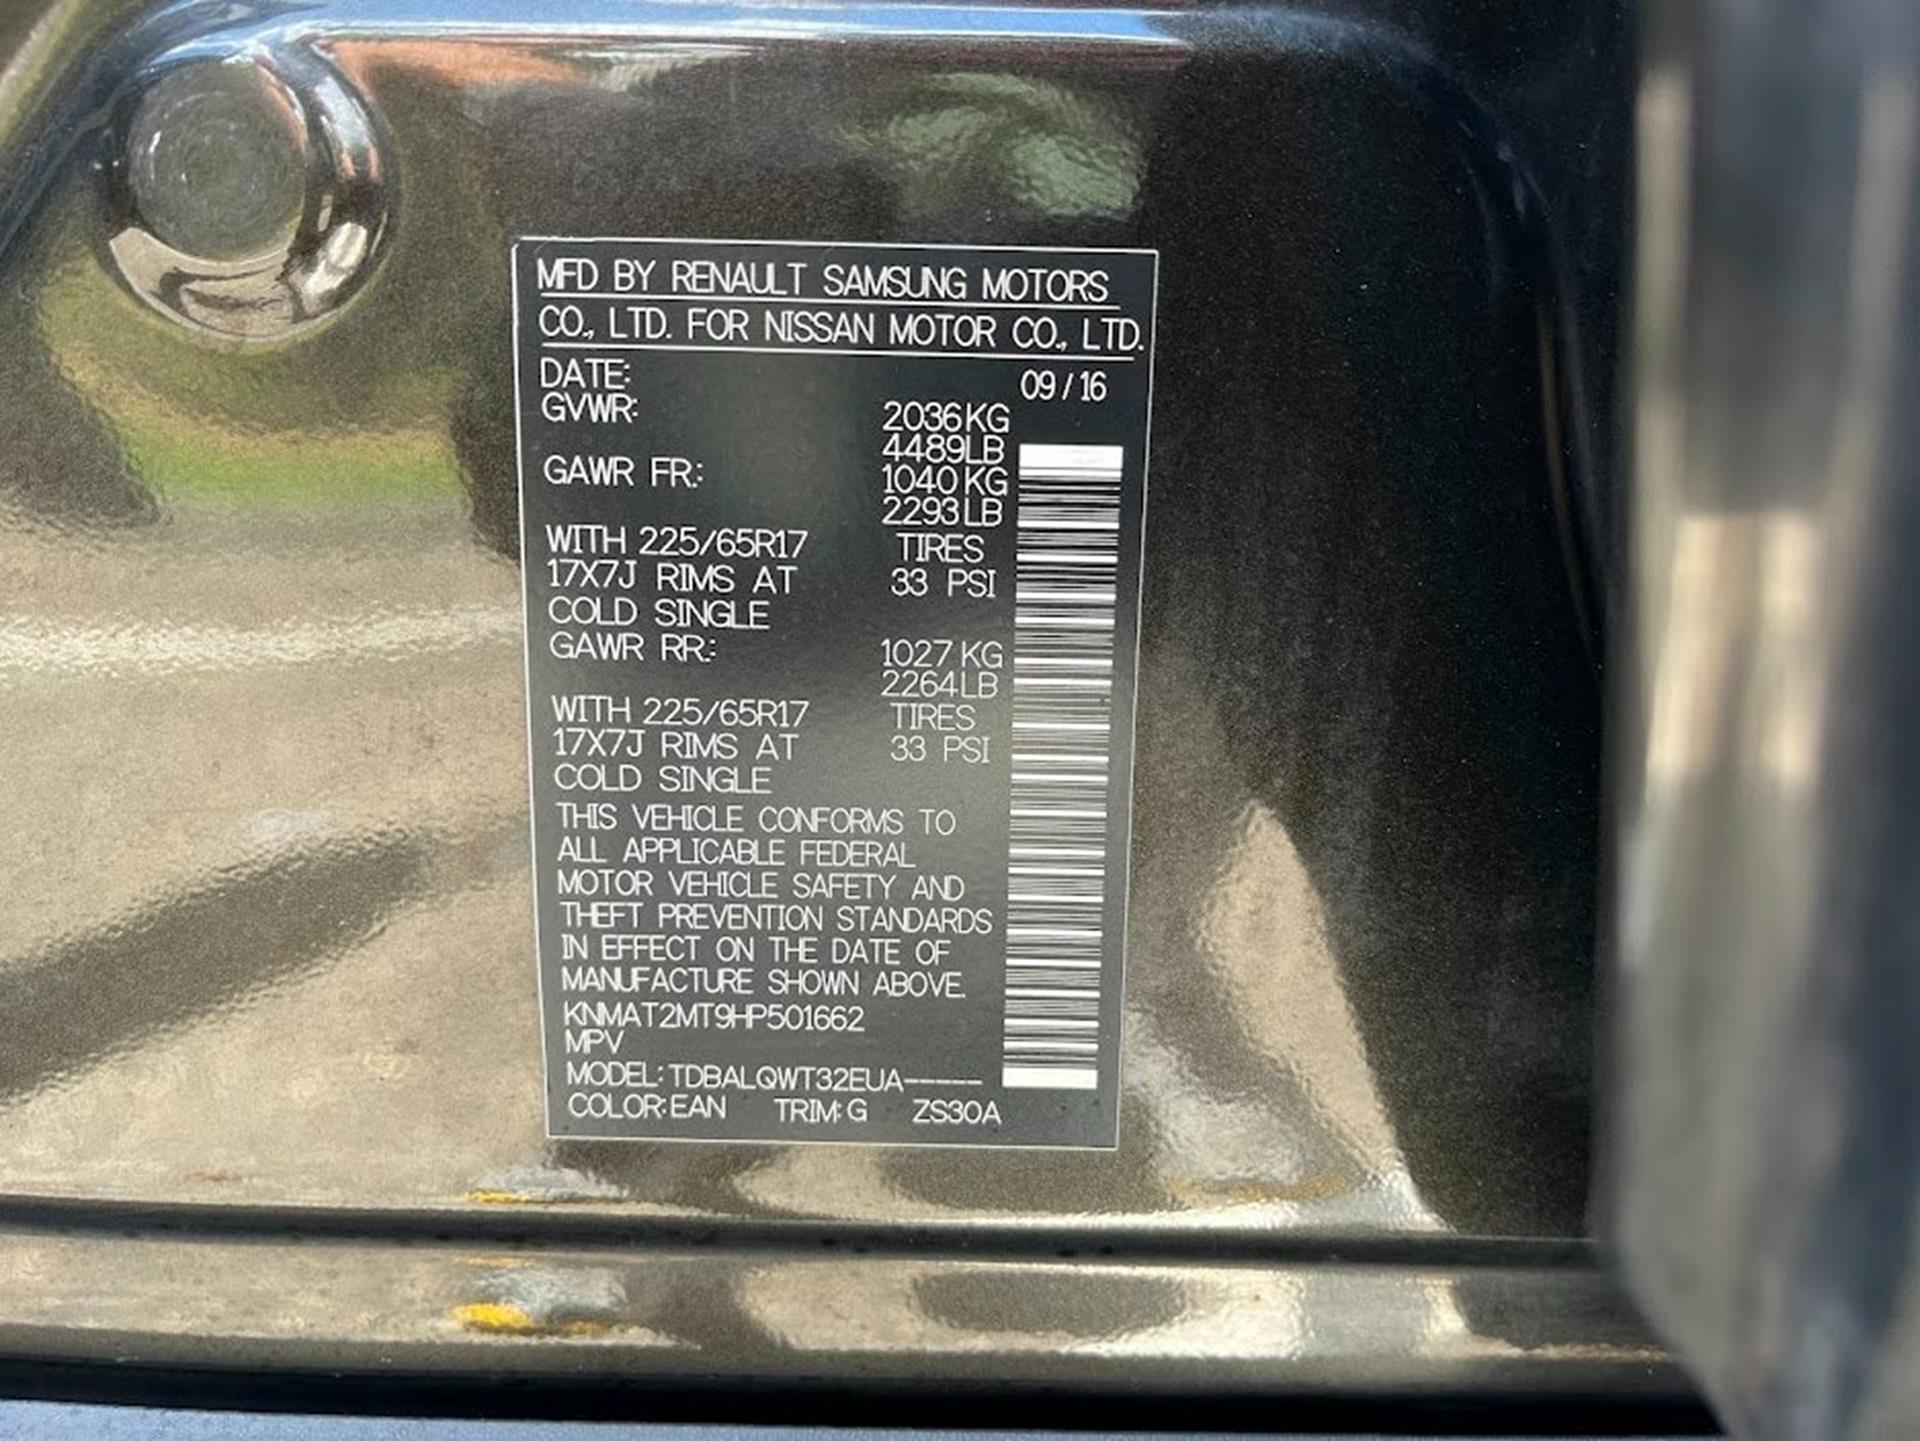 MFD BY RENAULT SAMSUNG MOTORS
CO., LTD. FOR NISSAN MOTOR CO., LTD.
DATE: 09 / 16
GVWR: 2036KG
4489LB
GAWR FR.: 1040 KG
2293LB
WITH 225/65R17 TIRES
17X7J RIMS AT 33 PSI
COLD SINGLE
GAWR RR.: 1027 KG
2264LB
WITH 225/65R17 TIRES
17X7J RIMS AT 33 PSI
COLD SINGLE
THIS VEHICLE CONFORMS TO
ALL APPLICABLE FEDERAL
MOTOR VEHICLE SAFETY AND
THEFT PREVENTION STANDARDS
IN EFFECT ON THE DATE OF
MANUFACTURE SHOWN ABOVE.
KNMAT2MT9HP501662
MPV
MODEL: TDBALQWT32EUA-----
COLOR: EAN TRIM: G ZS30A